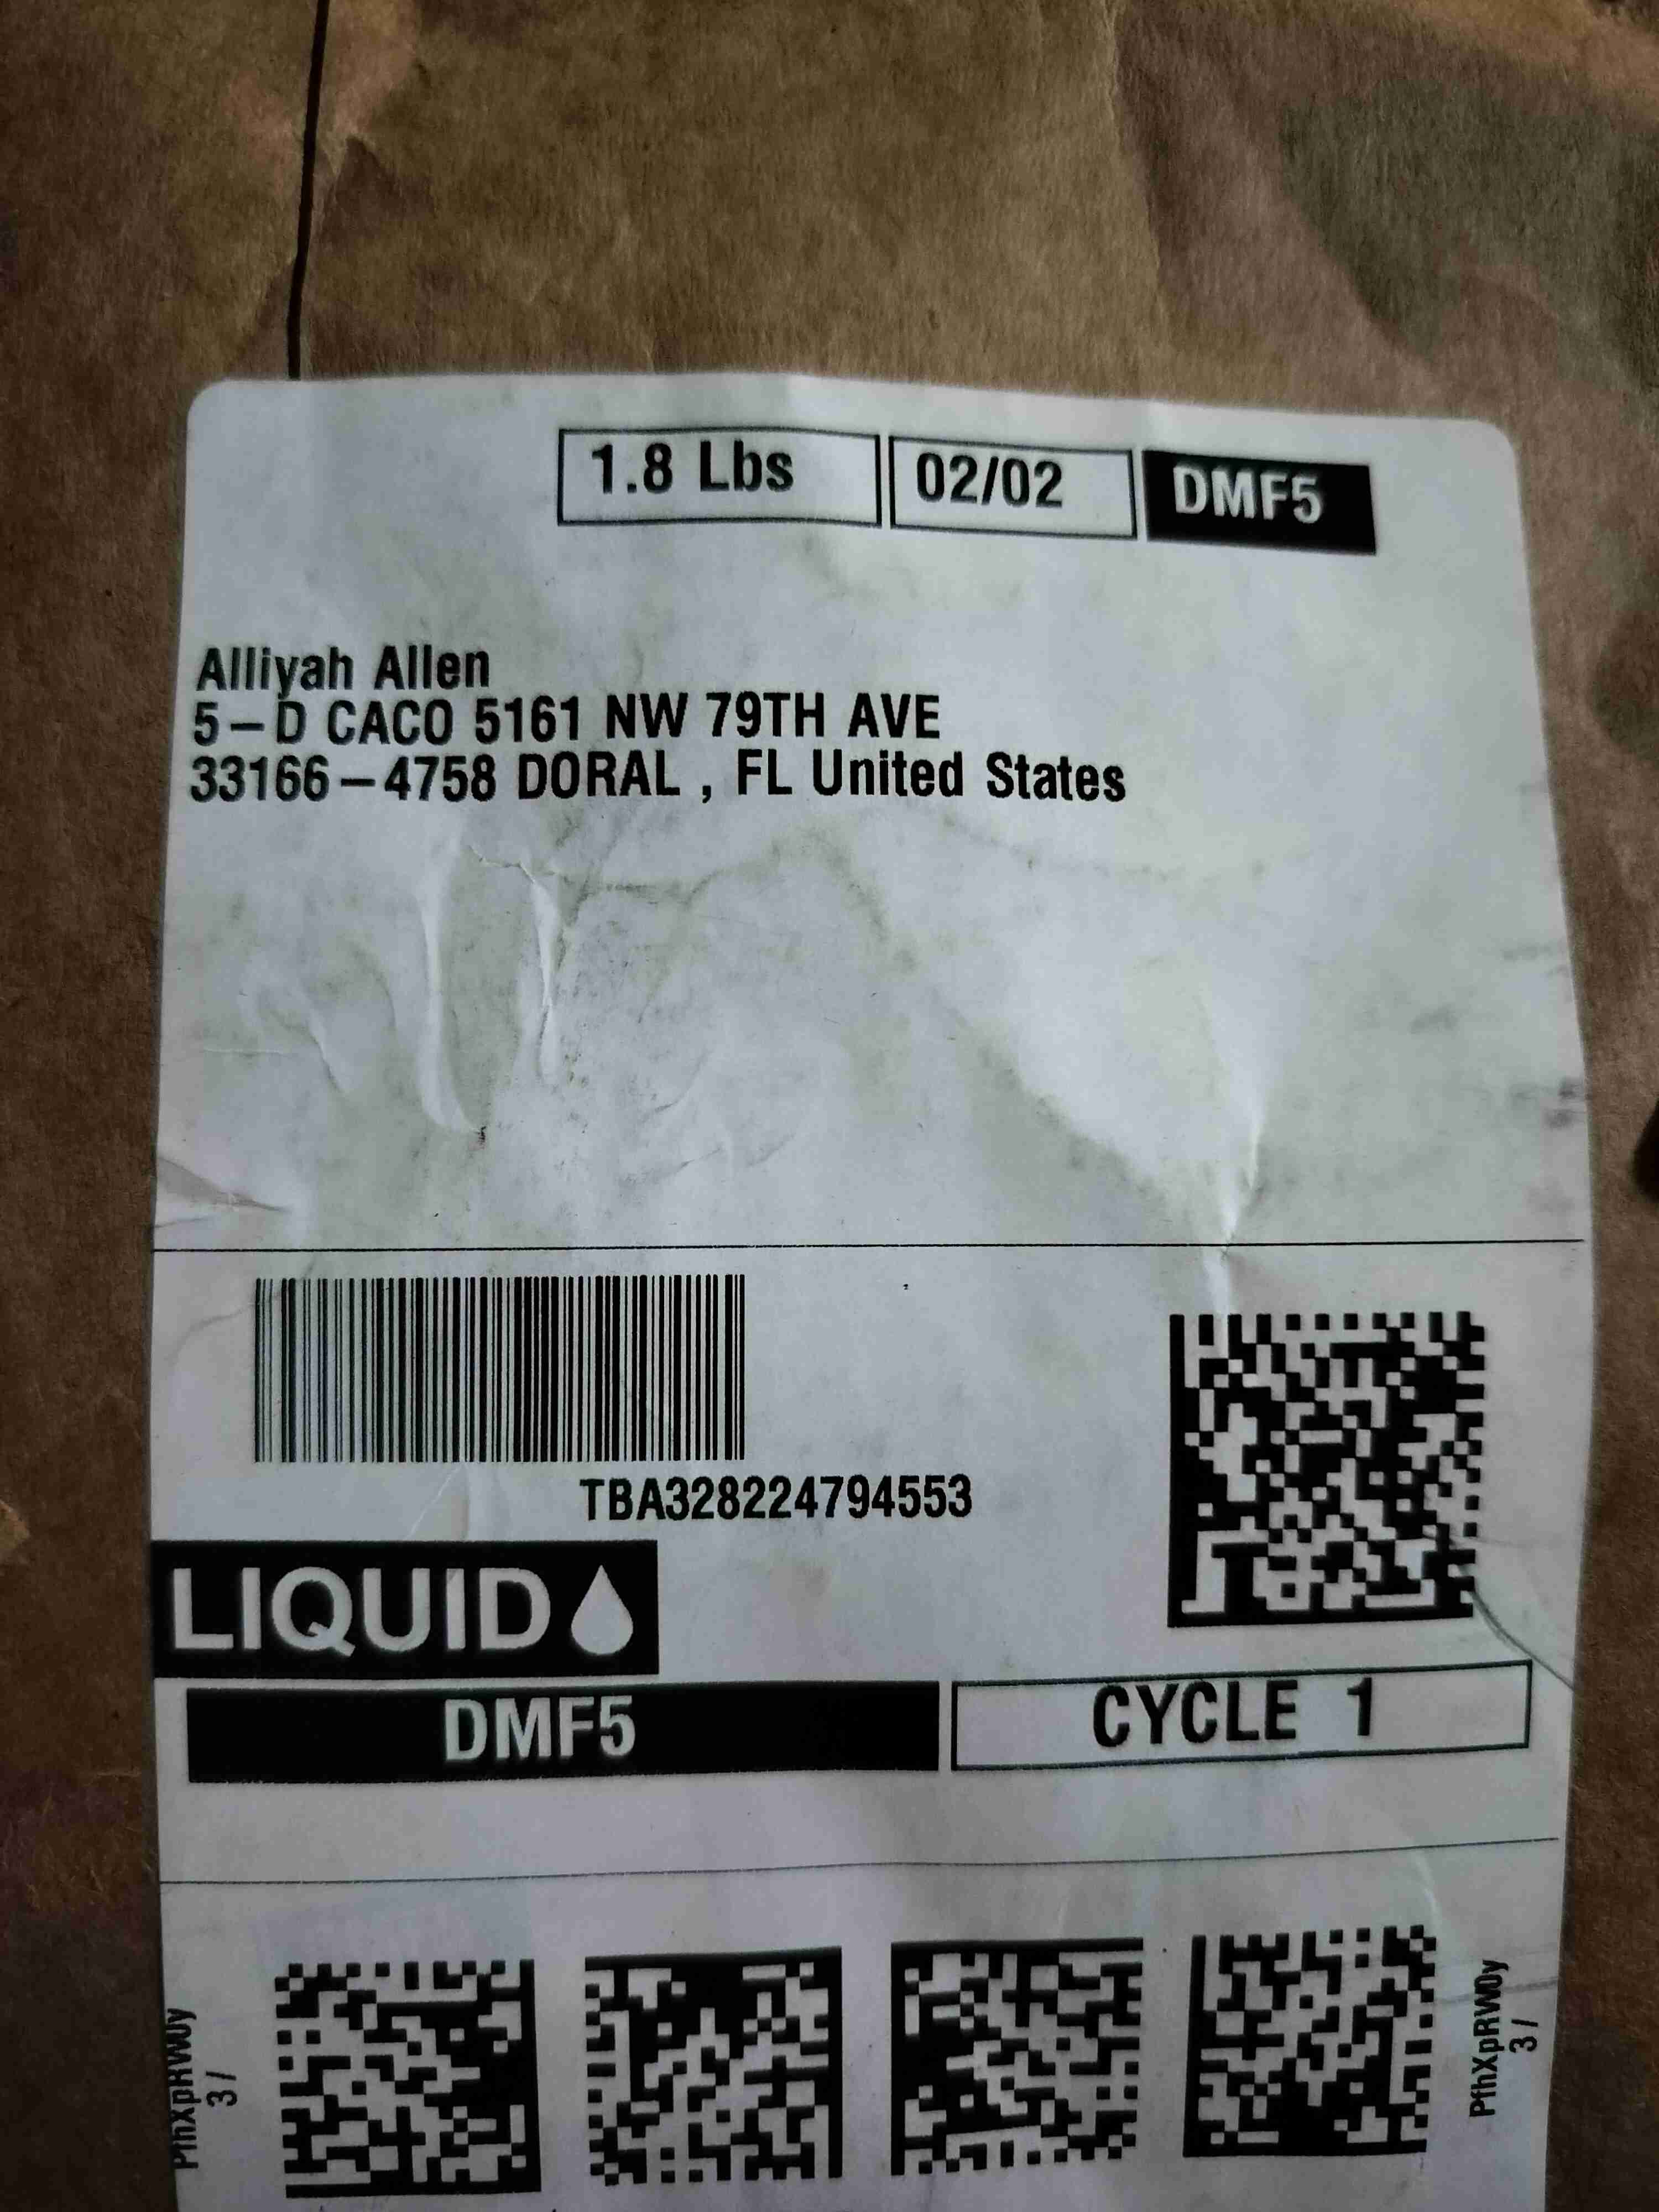 1.8 Lbs 02/02 DMF5
Alliyah Allen
5-D CACO 5161 NW 79TH AVE
33166-4758 DORAL , FL United States
TBA328224794553
LIQUID
DMF5 CYCLE 1
PfhXpRW0y
3 /
PfhXpRW0y
3 /